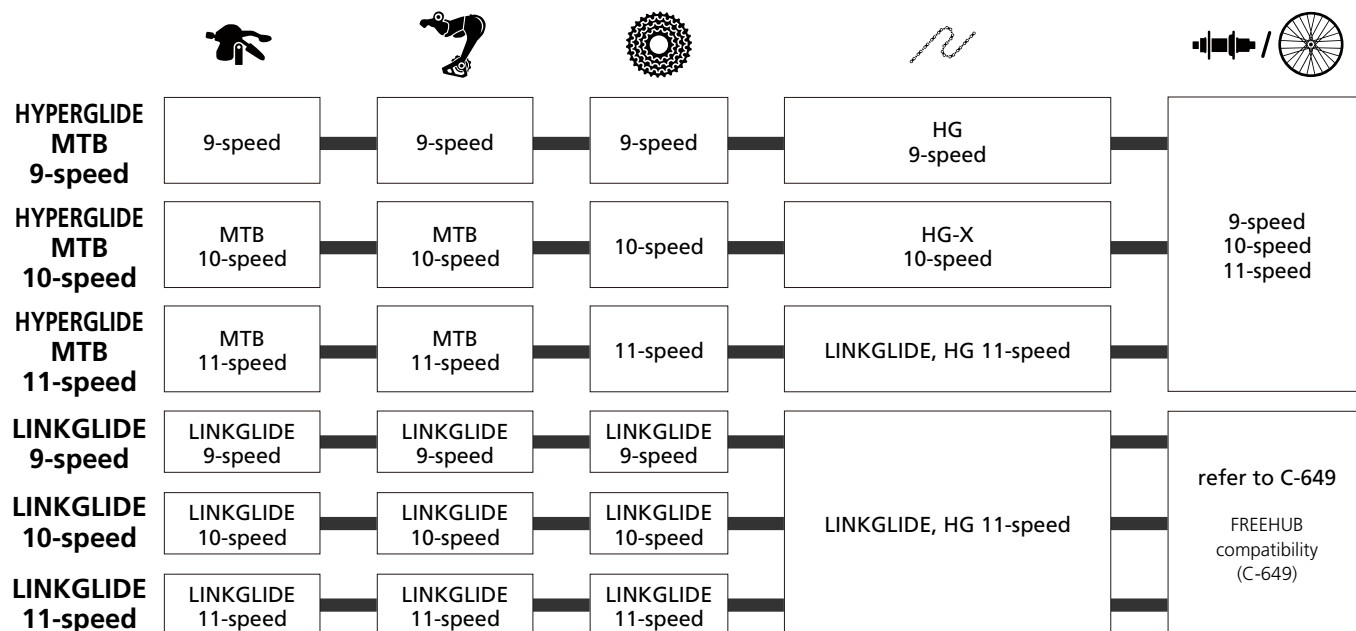 HYPERGLIDE
MTB
9-speed
9-speed
9-speed
9-speed
HG
9-speed
HYPERGLIDE
MTB
10-speed
MTB
10-speed
MTB
10-speed
10-speed
HG-X
10-speed
9-speed
10-speed
11-speed
HYPERGLIDE
MTB
11-speed
MTB
11-speed
MTB
11-speed
11-speed
LINKGLIDE, HG 11-speed
LINKGLIDE
9-speed
LINKGLIDE
9-speed
LINKGLIDE
9-speed
LINKGLIDE
9-speed
LINKGLIDE
10-speed
LINKGLIDE
10-speed
LINKGLIDE
10-speed
LINKGLIDE
10-speed
LINKGLIDE, HG 11-speed
refer to C-649
FREEHUB
compatibility
(C-649)
LINKGLIDE
11-speed
LINKGLIDE
11-speed
LINKGLIDE
11-speed
LINKGLIDE
11-speed